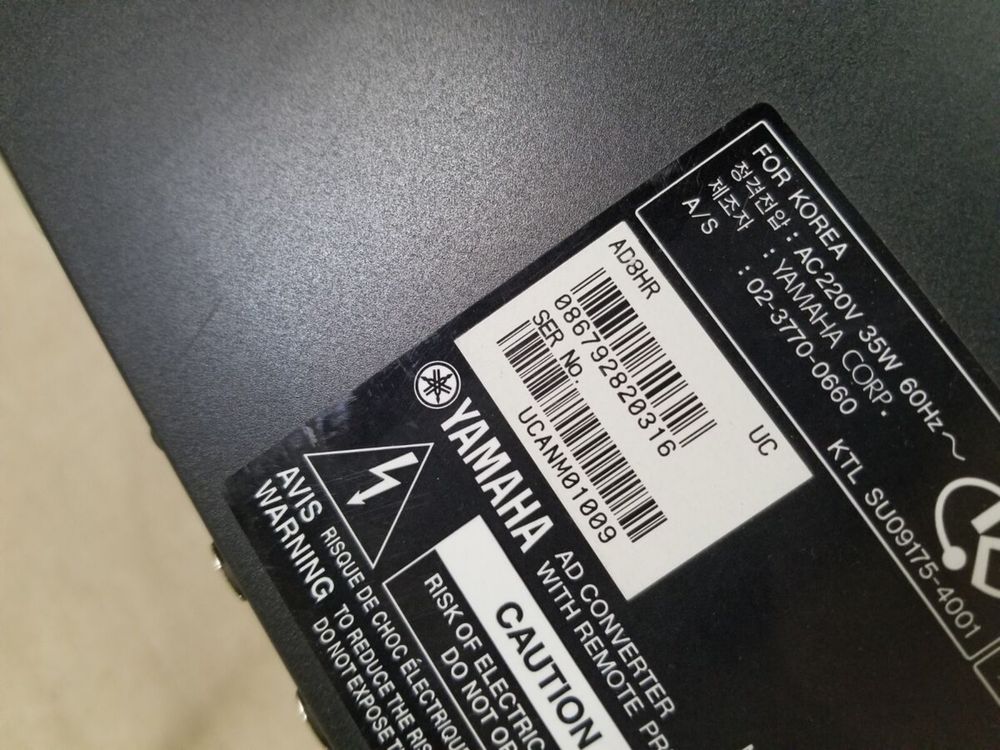 FOR KOREA
정격전압 : AC220V 35W 60Hz～
제조자 : YAMAHA CORP.
A/S : 02-3770-0660
KTL SU09175-4001
AD8HR
UC
086792820316
SER No.
UCANM01009
YAMAHA
AD CONVERTER
WITH REMOTE
CAUTION
RISK OF ELECTRIC
DO NOT
AVIS RISQUE DE CHOC ÉLECTRIQUE
WARNING TO REDUCE THE
DO NOT EXPOSE